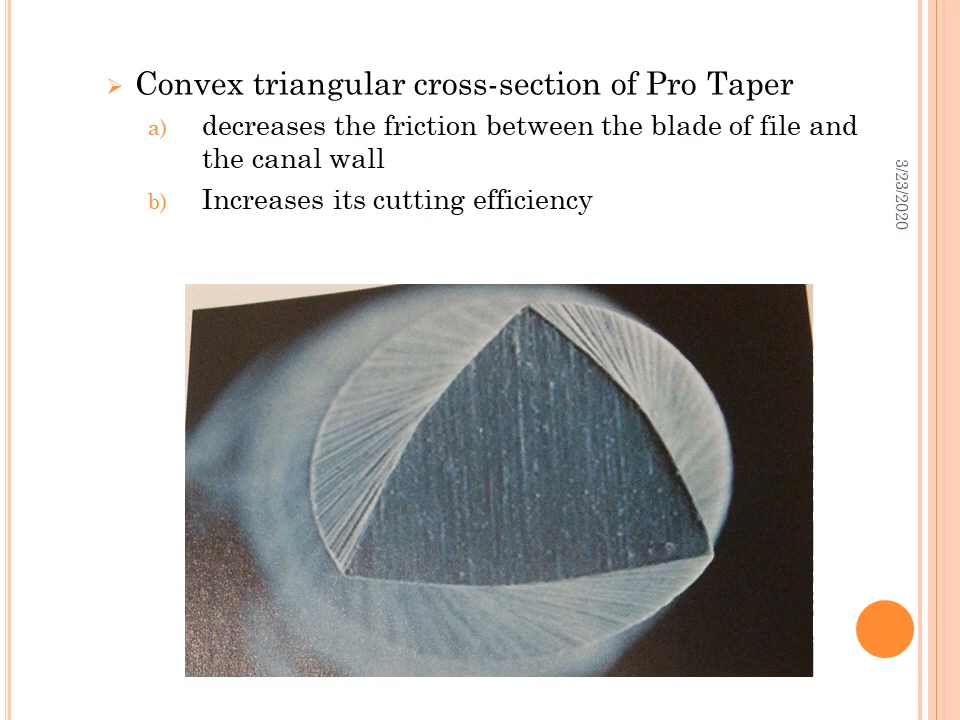 Convex triangular cross-section of Pro Taper
a) decreases the friction between the blade of file and
the canal wall
b) Increases its cutting efficiency
3/23/2020